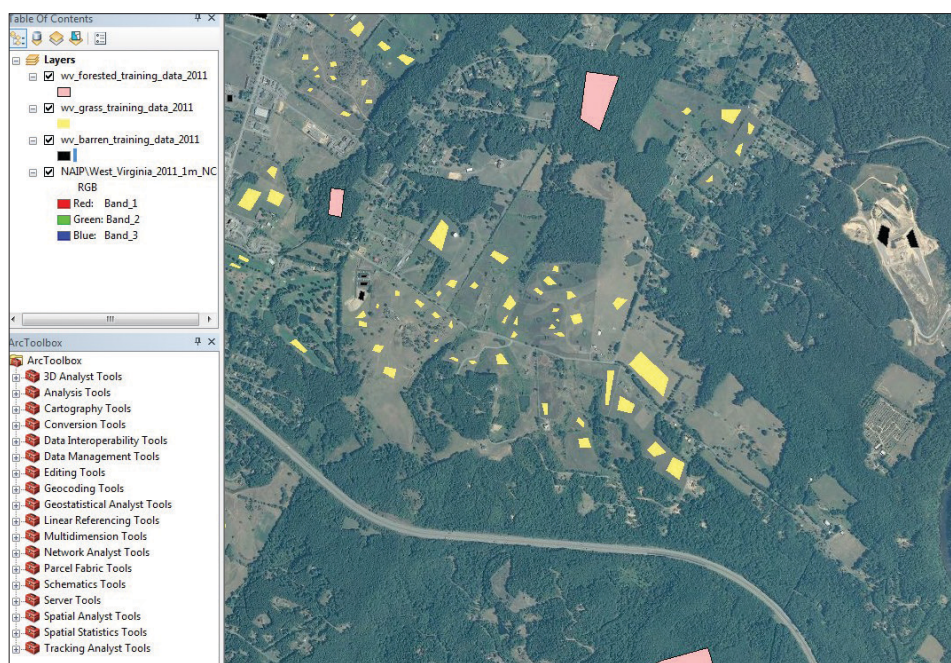 Table Of Contents
Layers
wv_forested_training_data_2011
wv_grass_training_data_2011
wv_barren_training_data_2011
NAIP\West_Virginia_2011_1m_NC
RGB
Red: Band_1
Green: Band_2
Blue: Band_3
ArcToolbox
ArcToolbox
3D Analyst Tools
Analysis Tools
Cartography Tools
Conversion Tools
Data Interoperability Tools
Data Management Tools
Editing Tools
Geocoding Tools
Geostatistical Analyst Tools
Linear Referencing Tools
Multidimension Tools
Network Analyst Tools
Parcel Fabric Tools
Schematics Tools
Server Tools
Spatial Analyst Tools
Spatial Statistics Tools
Tracking Analyst Tools